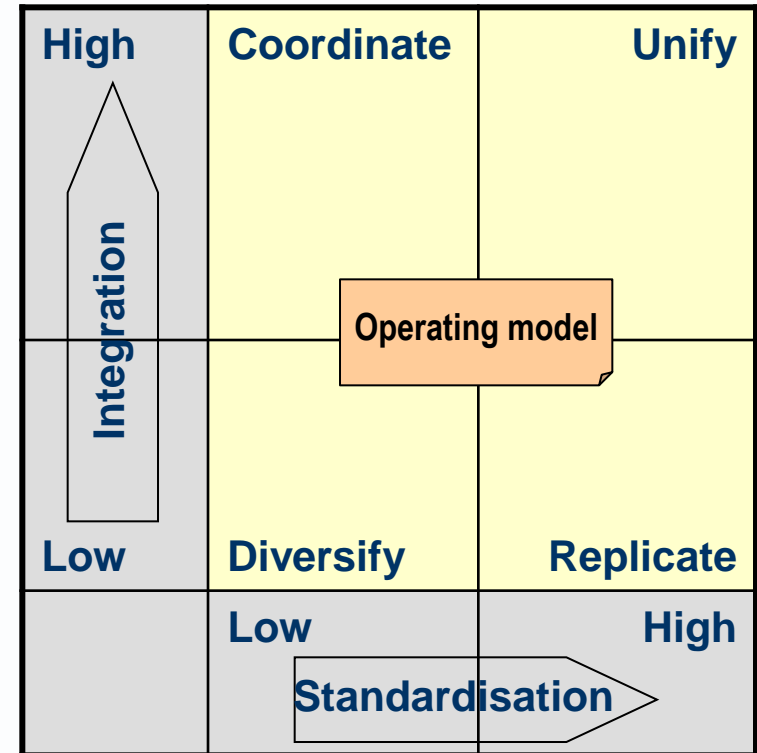 High
Coordinate
Unify
Integration
Operating model
Low
Diversify
Replicate
Low
High
Standardisation